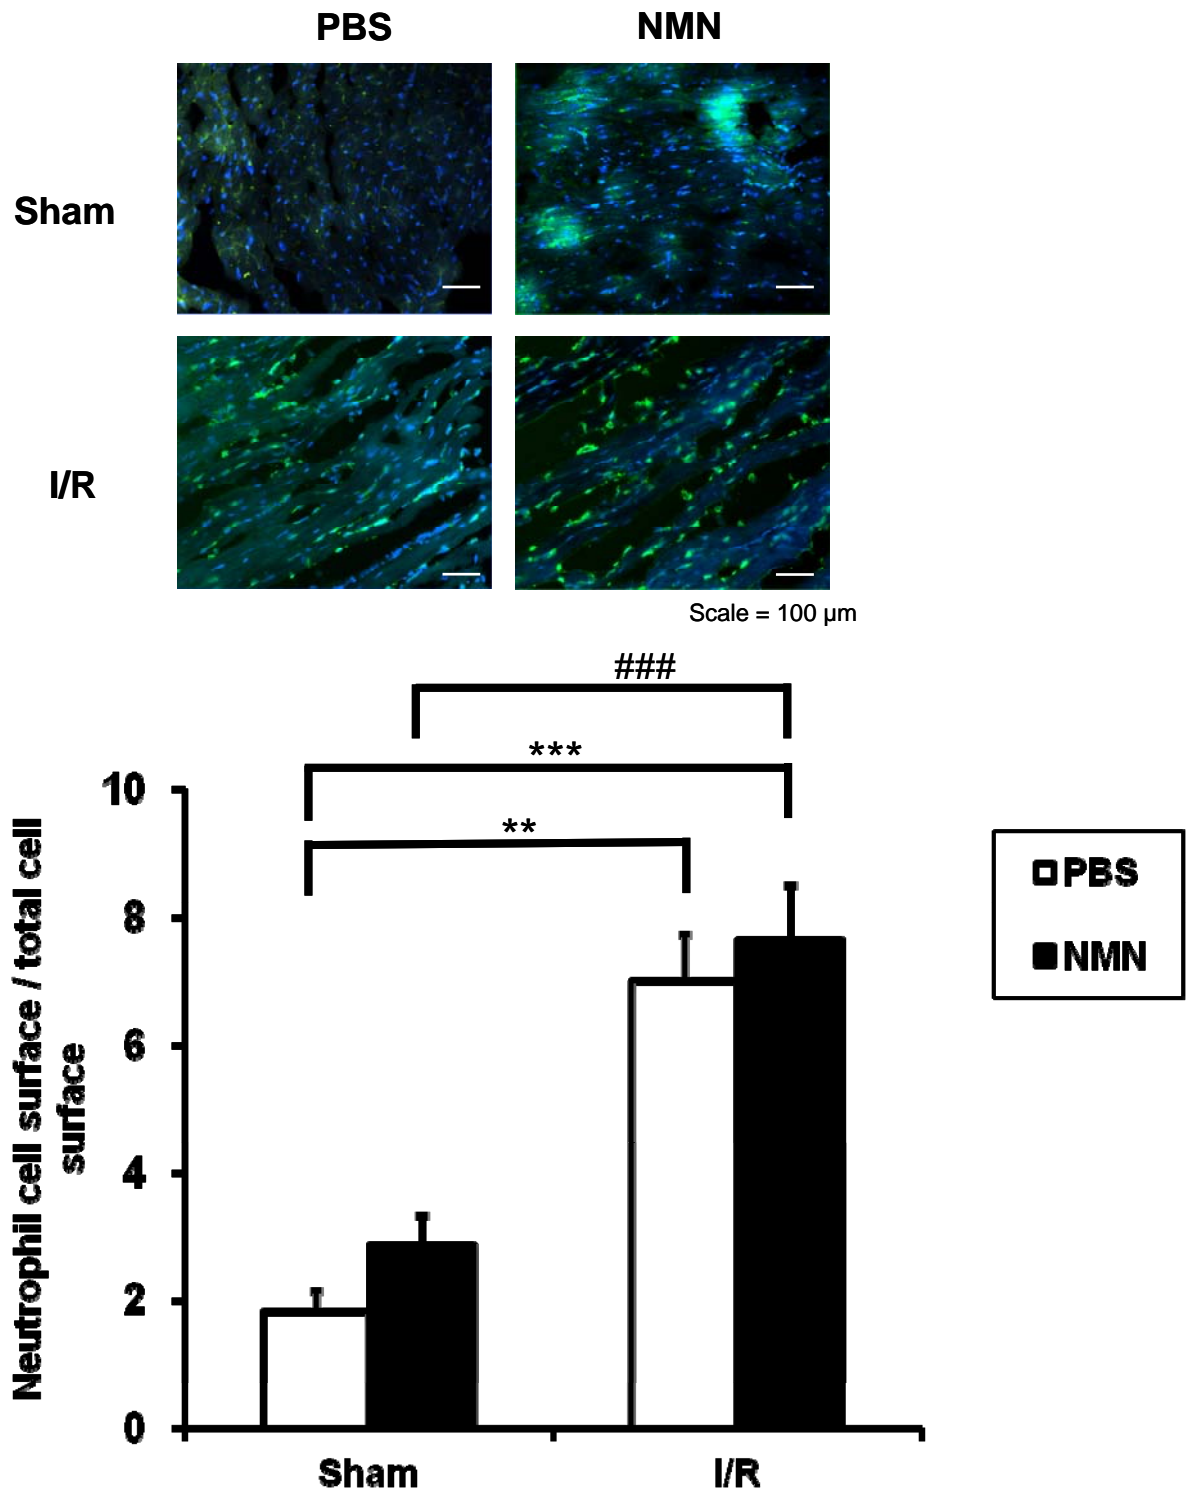 PBS
NMN
Sham
I/R
Scale = 100 µm
###
***
**
10
8
6
4
2
0
Neutrophil cell surface / total cell
surface
Sham
I/R
PBS
NMN